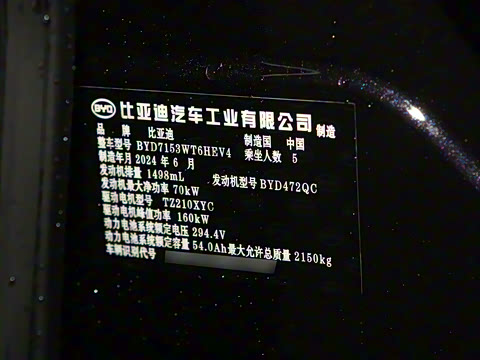 BYD 比亚迪汽车工业有限公司 制造
品 牌 比亚迪 制造国 中国
整车型号 BYD7153WT6HEV4 乘坐人数 5
制造年月 2024 年 6 月
发动机排量 1498mL 发动机型号 BYD472QC
发动机最大净功率 70kW
驱动电机型号 TZ210XYC
驱动电机峰值功率 160kW
动力电池系统额定电压 294.4V
动力电池系统额定容量 54.0Ah 最大允许总质量 2150kg
车辆识别代号